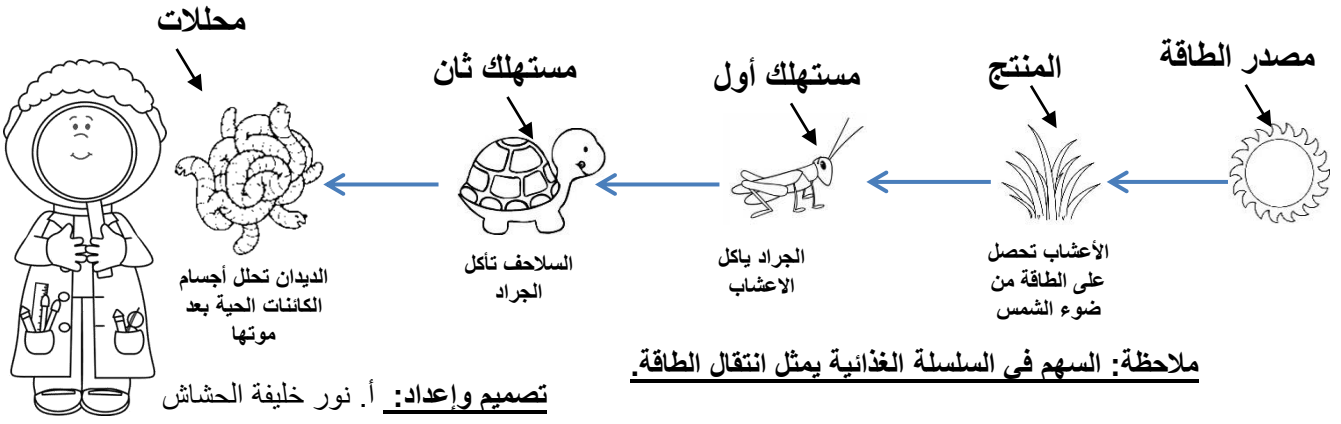 مصدر الطاقة
المنتج
مستهلك أول
مستهلك ثان
محللات
الأعشاب تحصل
على الطاقة من
ضوء الشمس
الجراد ياكل
الاعشاب
السلاحف تأكل
الجراد
الديدان تحلل أجسام
الكائنات الحية بعد
موتها
ملاحظة: السهم في السلسلة الغذائية يمثل انتقال الطاقة.
تصميم وإعداد: أ. نور خليفة الحشاش